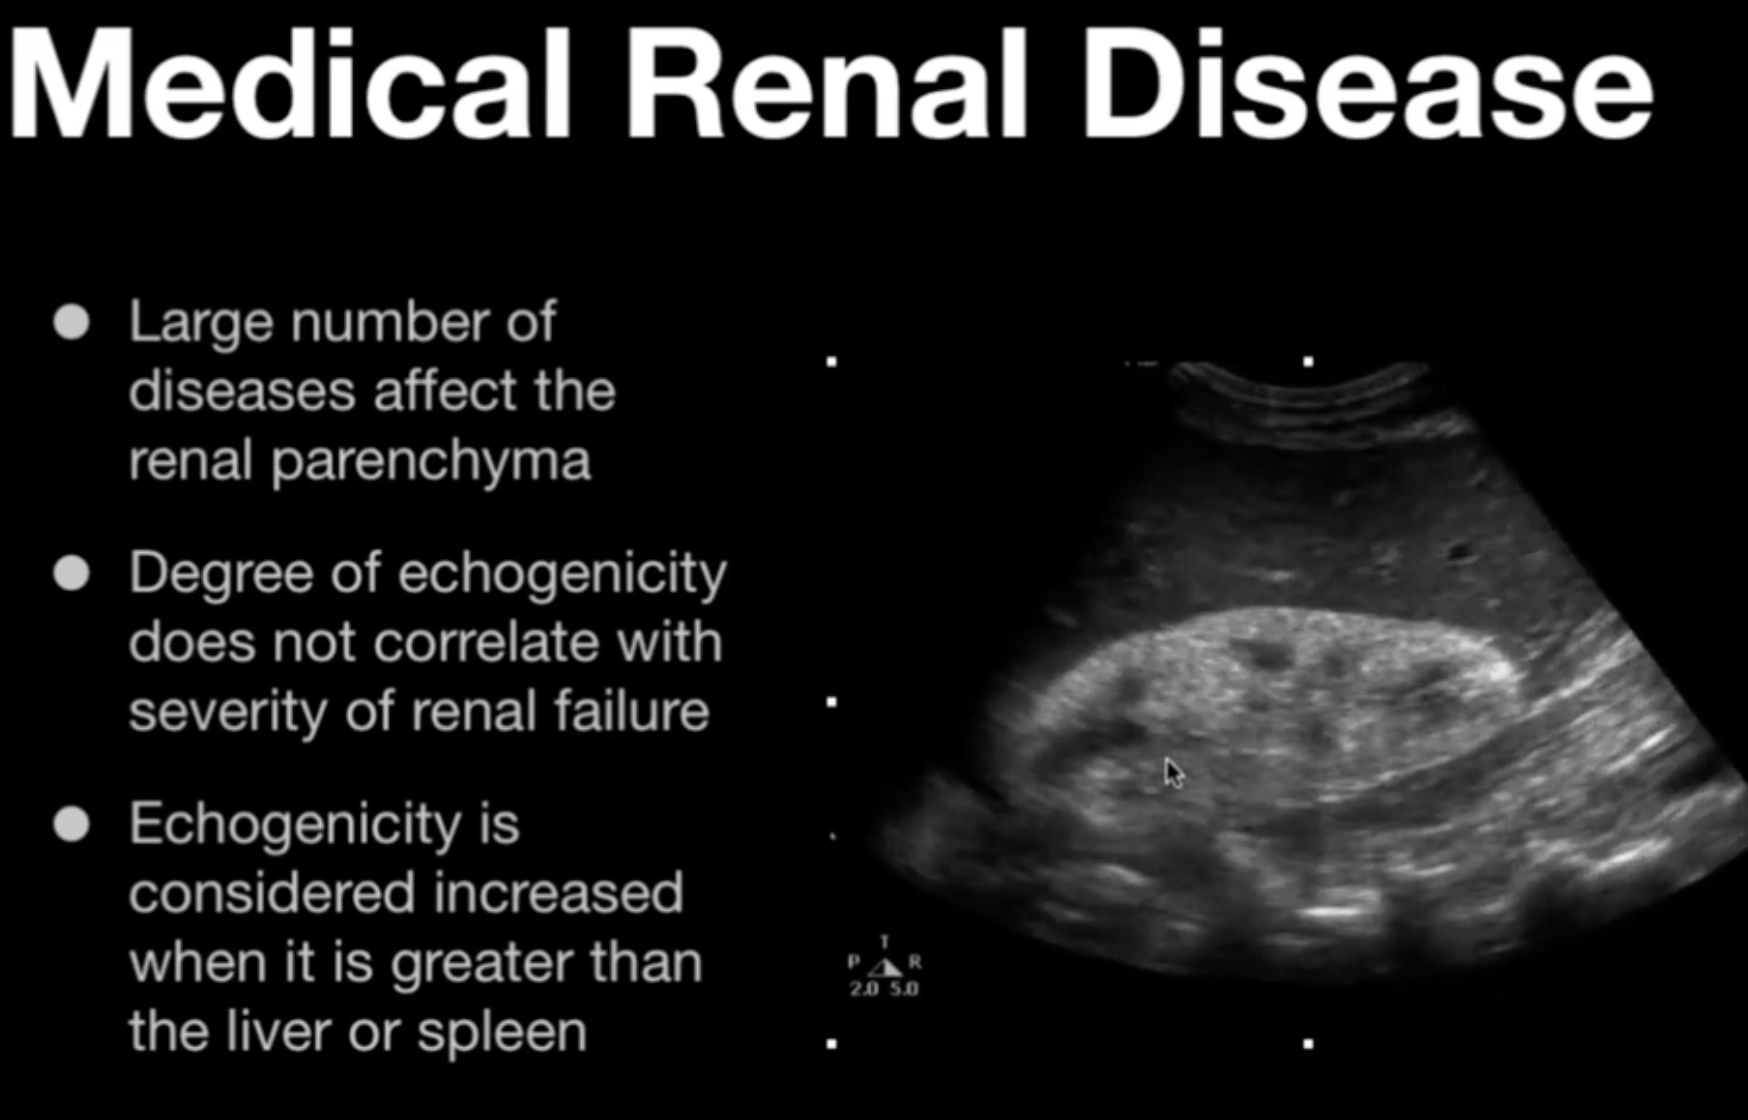 Medical Renal Disease
Large number of
diseases affect the
renal parenchyma
Degree of echogenicity
does not correlate with
severity of renal failure
Echogenicity is
considered increased
when it is greater than
the liver or spleen
T
P R
2.0 5.0